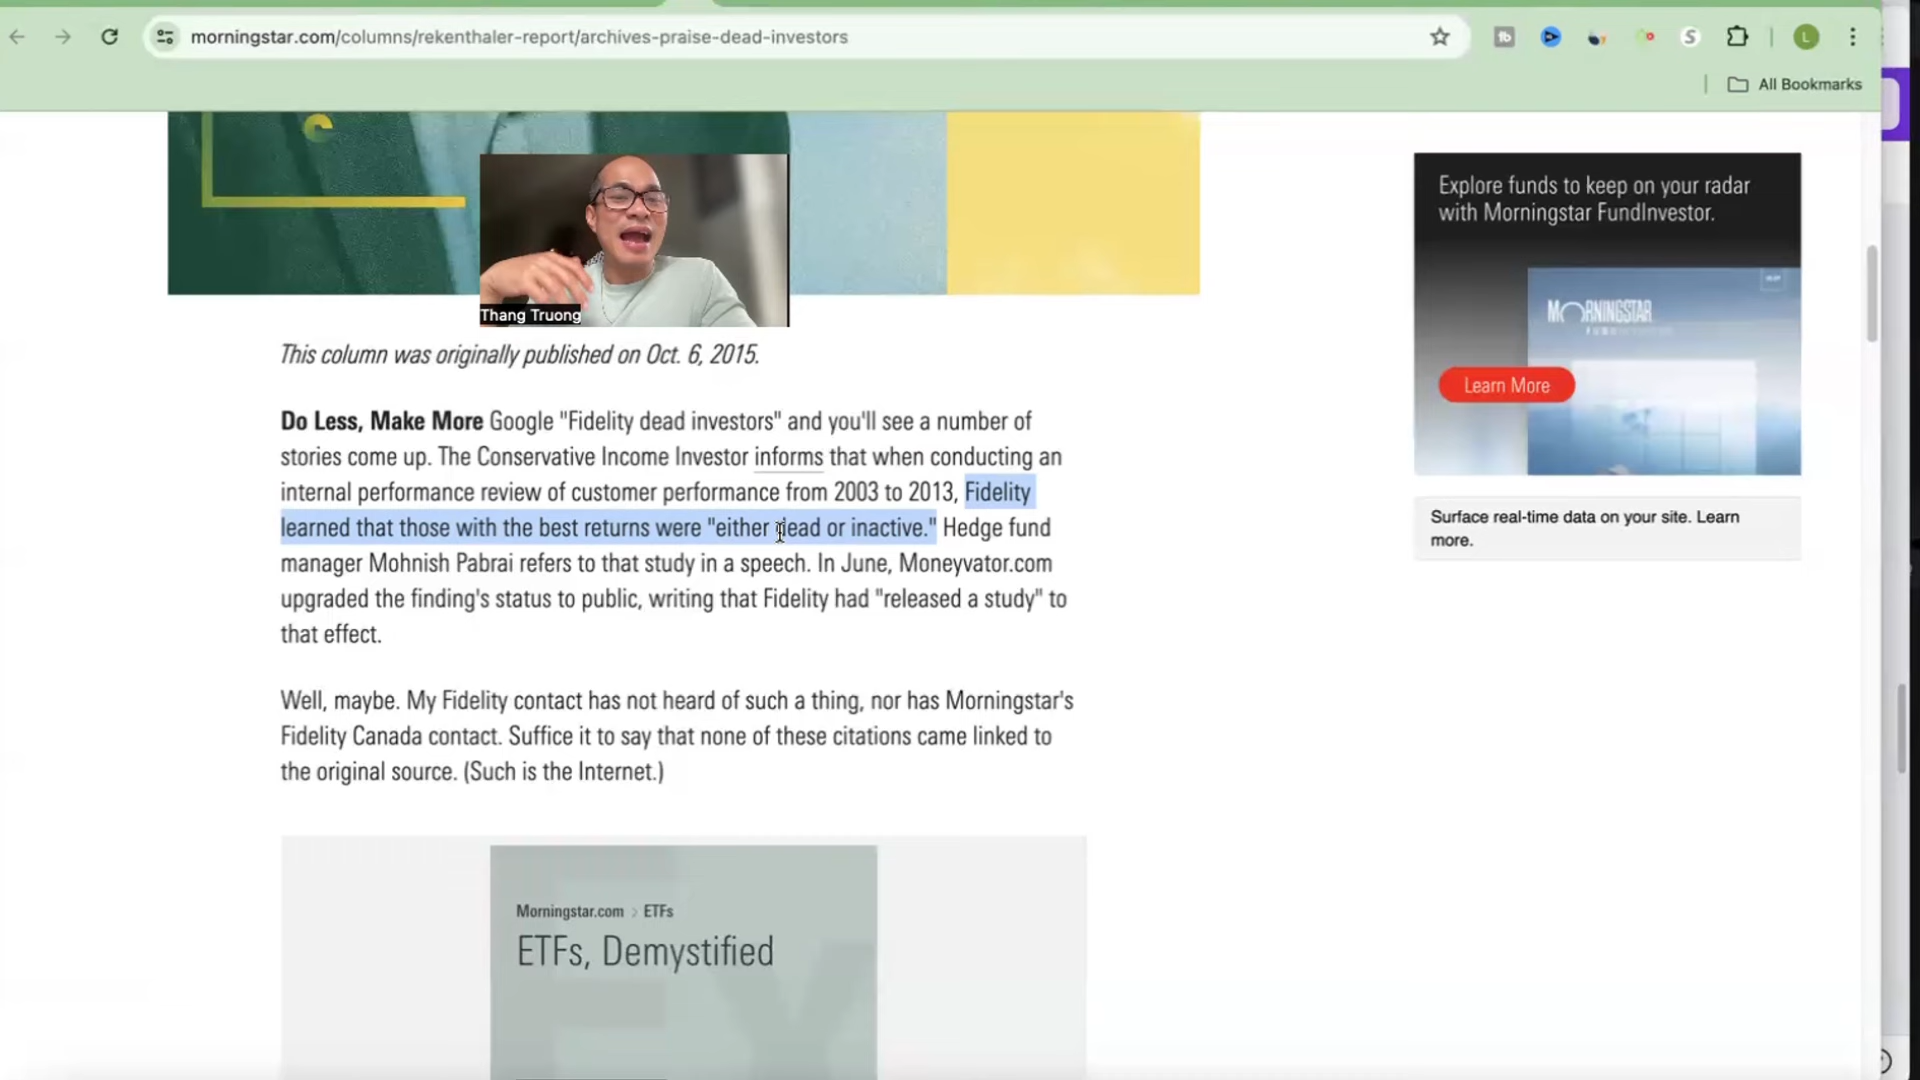 morningstar.com/columns/rekenthaler-report/archives-praise-dead-investors
All Bookmarks
Thang Truong
This column was originally published on Oct. 6, 2015.
Do Less, Make More Google "Fidelity dead investors" and you'll see a number of
stories come up. The Conservative Income Investor informs that when conducting an
internal performance review of customer performance from 2003 to 2013, Fidelity
learned that those with the best returns were "either dead or inactive." Hedge fund
manager Mohnish Pabrai refers to that study in a speech. In June, Moneyvator.com
upgraded the finding's status to public, writing that Fidelity had "released a study" to
that effect.
Well, maybe. My Fidelity contact has not heard of such a thing, nor has Morningstar's
Fidelity Canada contact. Suffice it to say that none of these citations came linked to
the original source. (Such is the Internet.)
Morningstar.com > ETFs
ETFs, Demystified
Explore funds to keep on your radar
with Morningstar FundInvestor.
MORNINGSTAR
Learn More
Surface real-time data on your site. Learn
more.